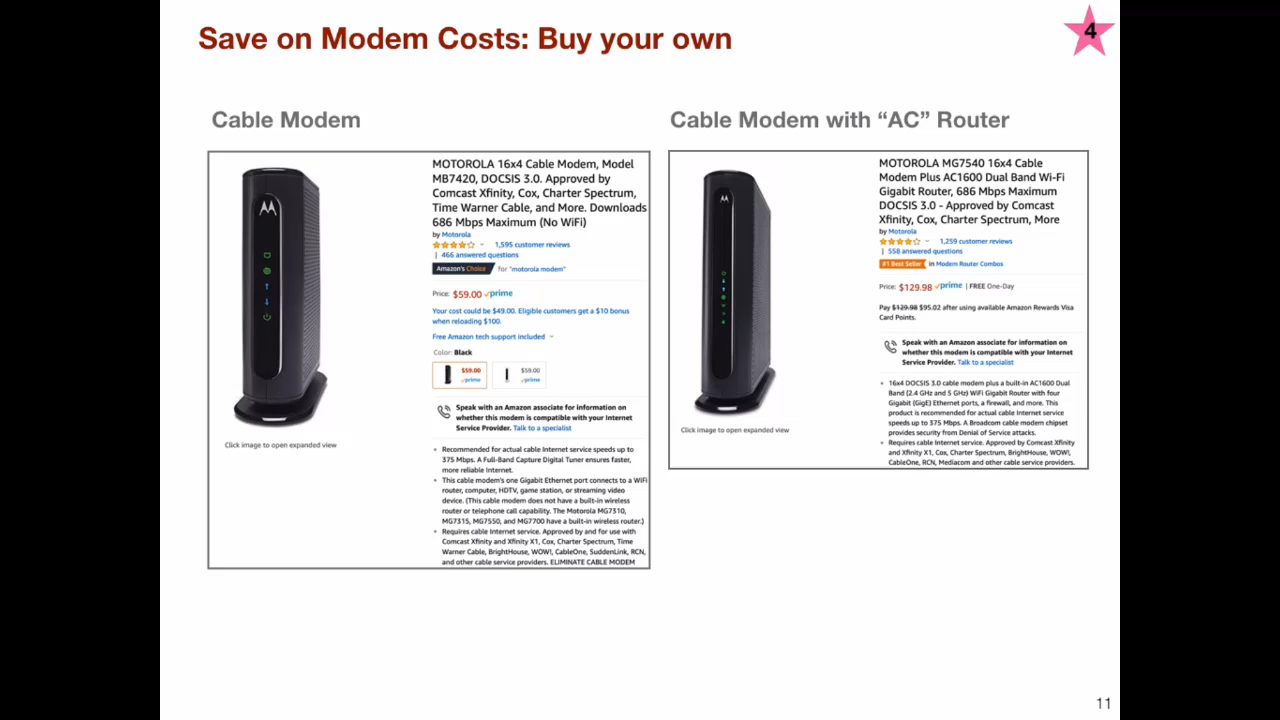 Save on Modem Costs: Buy your own
4
Cable Modem
MOTOROLA 16x4 Cable Modem, Model
MB7420, DOCSIS 3.0. Approved by
Comcast Xfinity, Cox, Charter Spectrum,
Time Warner Cable, and More. Downloads
686 Mbps Maximum (No WiFi)
by Motorola
1,595 customer reviews
| 466 answered questions
Amazon's Choice for "motorola modem"
Price: $59.00 prime
Your cost could be $49.00. Eligible customers get a $10 bonus
when reloading $100.
Free Amazon tech support included
Color: Black
$59.00
prime
$59.00
prime
Speak with an Amazon associate for information on
whether this modem is compatible with your Internet
Service Provider. Talk to a specialist
Click image to open expanded view
• Recommended for actual cable Internet service speeds up to
375 Mbps. A Full-Band Capture Digital Tuner ensures faster,
more reliable Internet.
• This cable modem's one Gigabit Ethernet port connects to a WiFi
router, computer, HDTV, game station, or streaming video
device. (This cable modem does not have a built-in wireless
router or telephone call capability. The Motorola MG7310,
MG7315, MG7550, and MG7700 have a built-in wireless router.)
• Requires cable Internet service. Approved by and for use with
Comcast Xfinity and Xfinity X1, Cox, Charter Spectrum, Time
Warner Cable, BrightHouse, WOW!, CableOne, SuddenLink, RCN,
and other cable service providers. ELIMINATE CABLE MODEM
Cable Modem with “AC” Router
MOTOROLA MG7540 16x4 Cable
Modem Plus AC1600 Dual Band Wi-Fi
Gigabit Router, 686 Mbps Maximum
DOCSIS 3.0 - Approved by Comcast
Xfinity, Cox, Charter Spectrum, More
by Motorola
1,259 customer reviews
| 558 answered questions
#1 Best Seller in Modem Router Combos
Price: $129.98 prime | FREE One-Day
Pay $129.98 $95.02 after using available Amazon Rewards Visa
Card Points.
Speak with an Amazon associate for information on
whether this modem is compatible with your Internet
Service Provider. Talk to a specialist
• 16x4 DOCSIS 3.0 cable modem plus a built-in AC1600 Dual
Band (2.4 GHz and 5 GHz) WiFi Gigabit Router with four
Gigabit (GigE) Ethernet ports, a firewall, and more. This
product is recommended for actual cable Internet service
speeds up to 375 Mbps. A Broadcom cable modem chipset
provides security from Denial of Service attacks.
• Requires cable Internet service. Approved by Comcast Xfinity
and Xfinity X1, Cox, Charter Spectrum, BrightHouse, WOW!,
CableOne, RCN, Mediacom and other cable service providers.
Click image to open expanded view
11